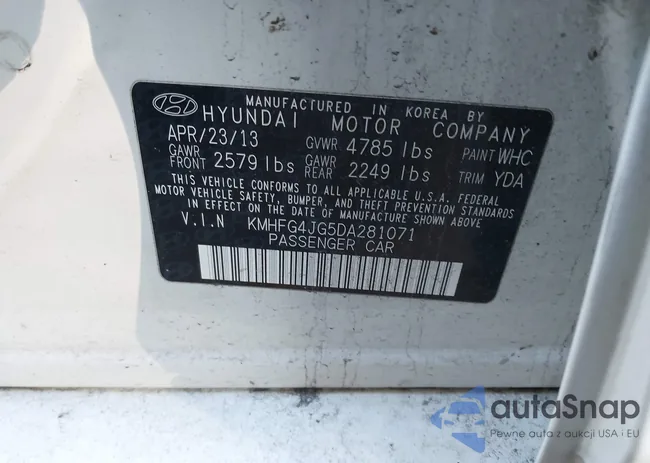 MANUFACTURED IN KOREA BY
HYUNDAI MOTOR COMPANY
APR/23/13 GVWR 4785 lbs PAINT WHC
GAWR FRONT 2579 lbs GAWR REAR 2249 lbs TRIM YDA
THIS VEHICLE CONFORMS TO ALL APPLICABLE U.S.A. FEDERAL
MOTOR VEHICLE SAFETY, BUMPER, AND THEFT PREVENTION STANDARDS
IN EFFECT ON THE DATE OF MANUFACTURE SHOWN ABOVE.
V.I.N KMHFG4JG5DA281071
PASSENGER CAR
autoSnap
Pewne auta z aukcji USA i EU